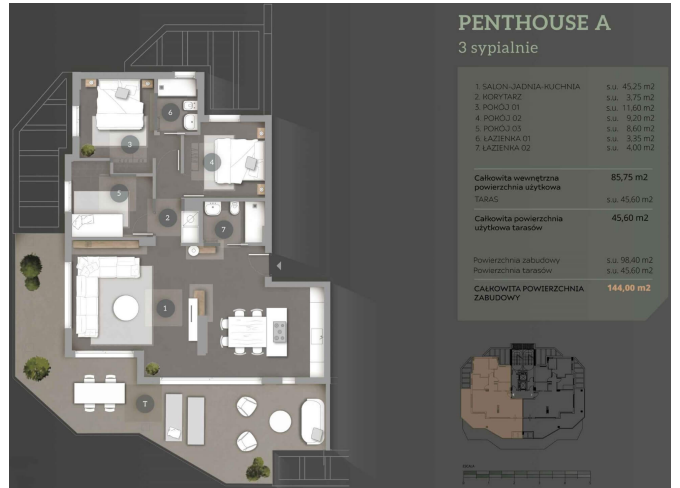 PENTHOUSE A
3 sypialnie
1. SALON-JADNIA-KUCHNIA s.u. 45,25 m2
2. KORYTARZ s.u. 3,75 m2
3. POKÓJ 01 s.u. 11,60 m2
4. POKÓJ 02 s.u. 9,20 m2
5. POKÓJ 03 s.u. 8,60 m2
6. ŁAZIENKA 01 s.u. 3,35 m2
7. ŁAZIENKA 02 s.u. 4,00 m2
Całkowita wewnętrzna 85,75 m2
powierzchnia użytkowa
TARAS s.u. 45,60 m2
Całkowita powierzchnia 45,60 m2
użytkowa tarasów
Powierzchnia zabudowy s.u. 98,40 m2
Powierzchnia tarasów s.u. 45,60 m2
CAŁKOWITA POWIERZCHNIA 144,00 m2
ZABUDOWY
6
3
4
5
2
7
1
T